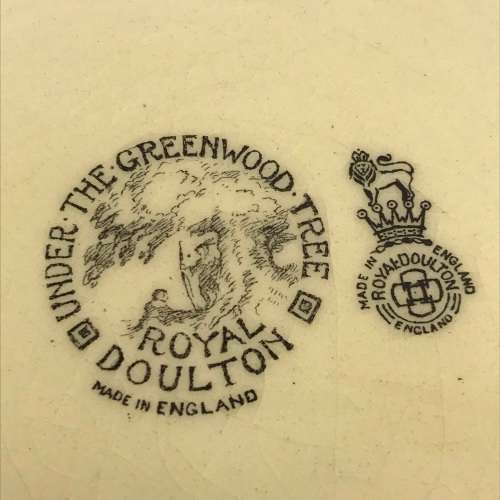 UNDER · THE · GREENWOOD · TREE
ROYAL
DOULTON
MADE IN ENGLAND
MADE IN ENGLAND
ROYAL·DOULTON
ENGLAND